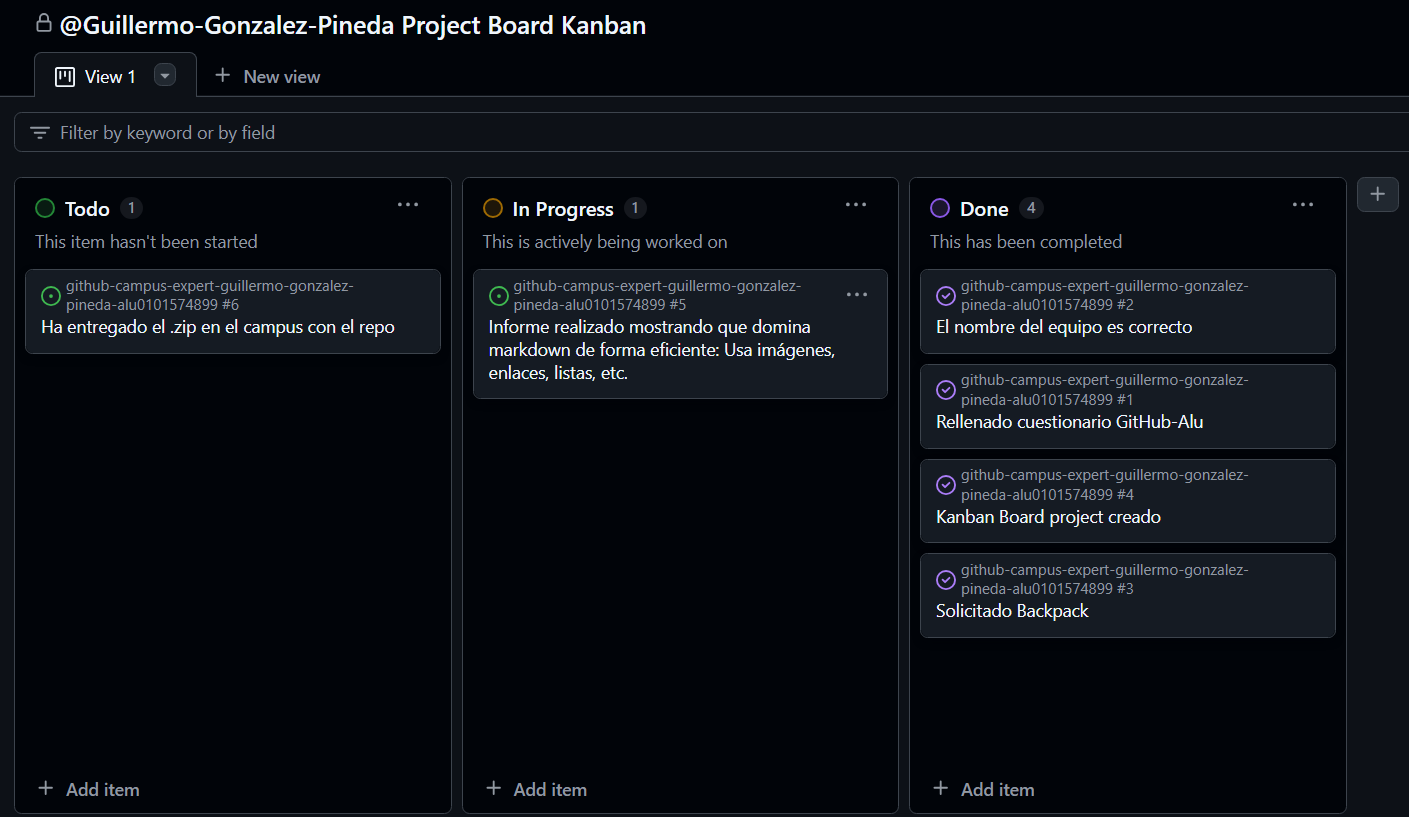 @Guillermo-Gonzalez-Pineda Project Board Kanban
View 1
New view
Filter by keyword or by field
Todo 1
This item hasn't been started
github-campus-expert-guillermo-gonzalez-
pineda-alu0101574899 #6
Ha entregado el .zip en el campus con el repo
Add item
In Progress 1
This is actively being worked on
github-campus-expert-guillermo-gonzalez-
pineda-alu0101574899 #5
Informe realizado mostrando que domina
markdown de forma eficiente: Usa imágenes,
enlaces, listas, etc.
Add item
Done 4
This has been completed
github-campus-expert-guillermo-gonzalez-
pineda-alu0101574899 #2
El nombre del equipo es correcto
github-campus-expert-guillermo-gonzalez-
pineda-alu0101574899 #1
Rellenado cuestionario GitHub-Alu
github-campus-expert-guillermo-gonzalez-
pineda-alu0101574899 #4
Kanban Board project creado
github-campus-expert-guillermo-gonzalez-
pineda-alu0101574899 #3
Solicitado Backpack
Add item